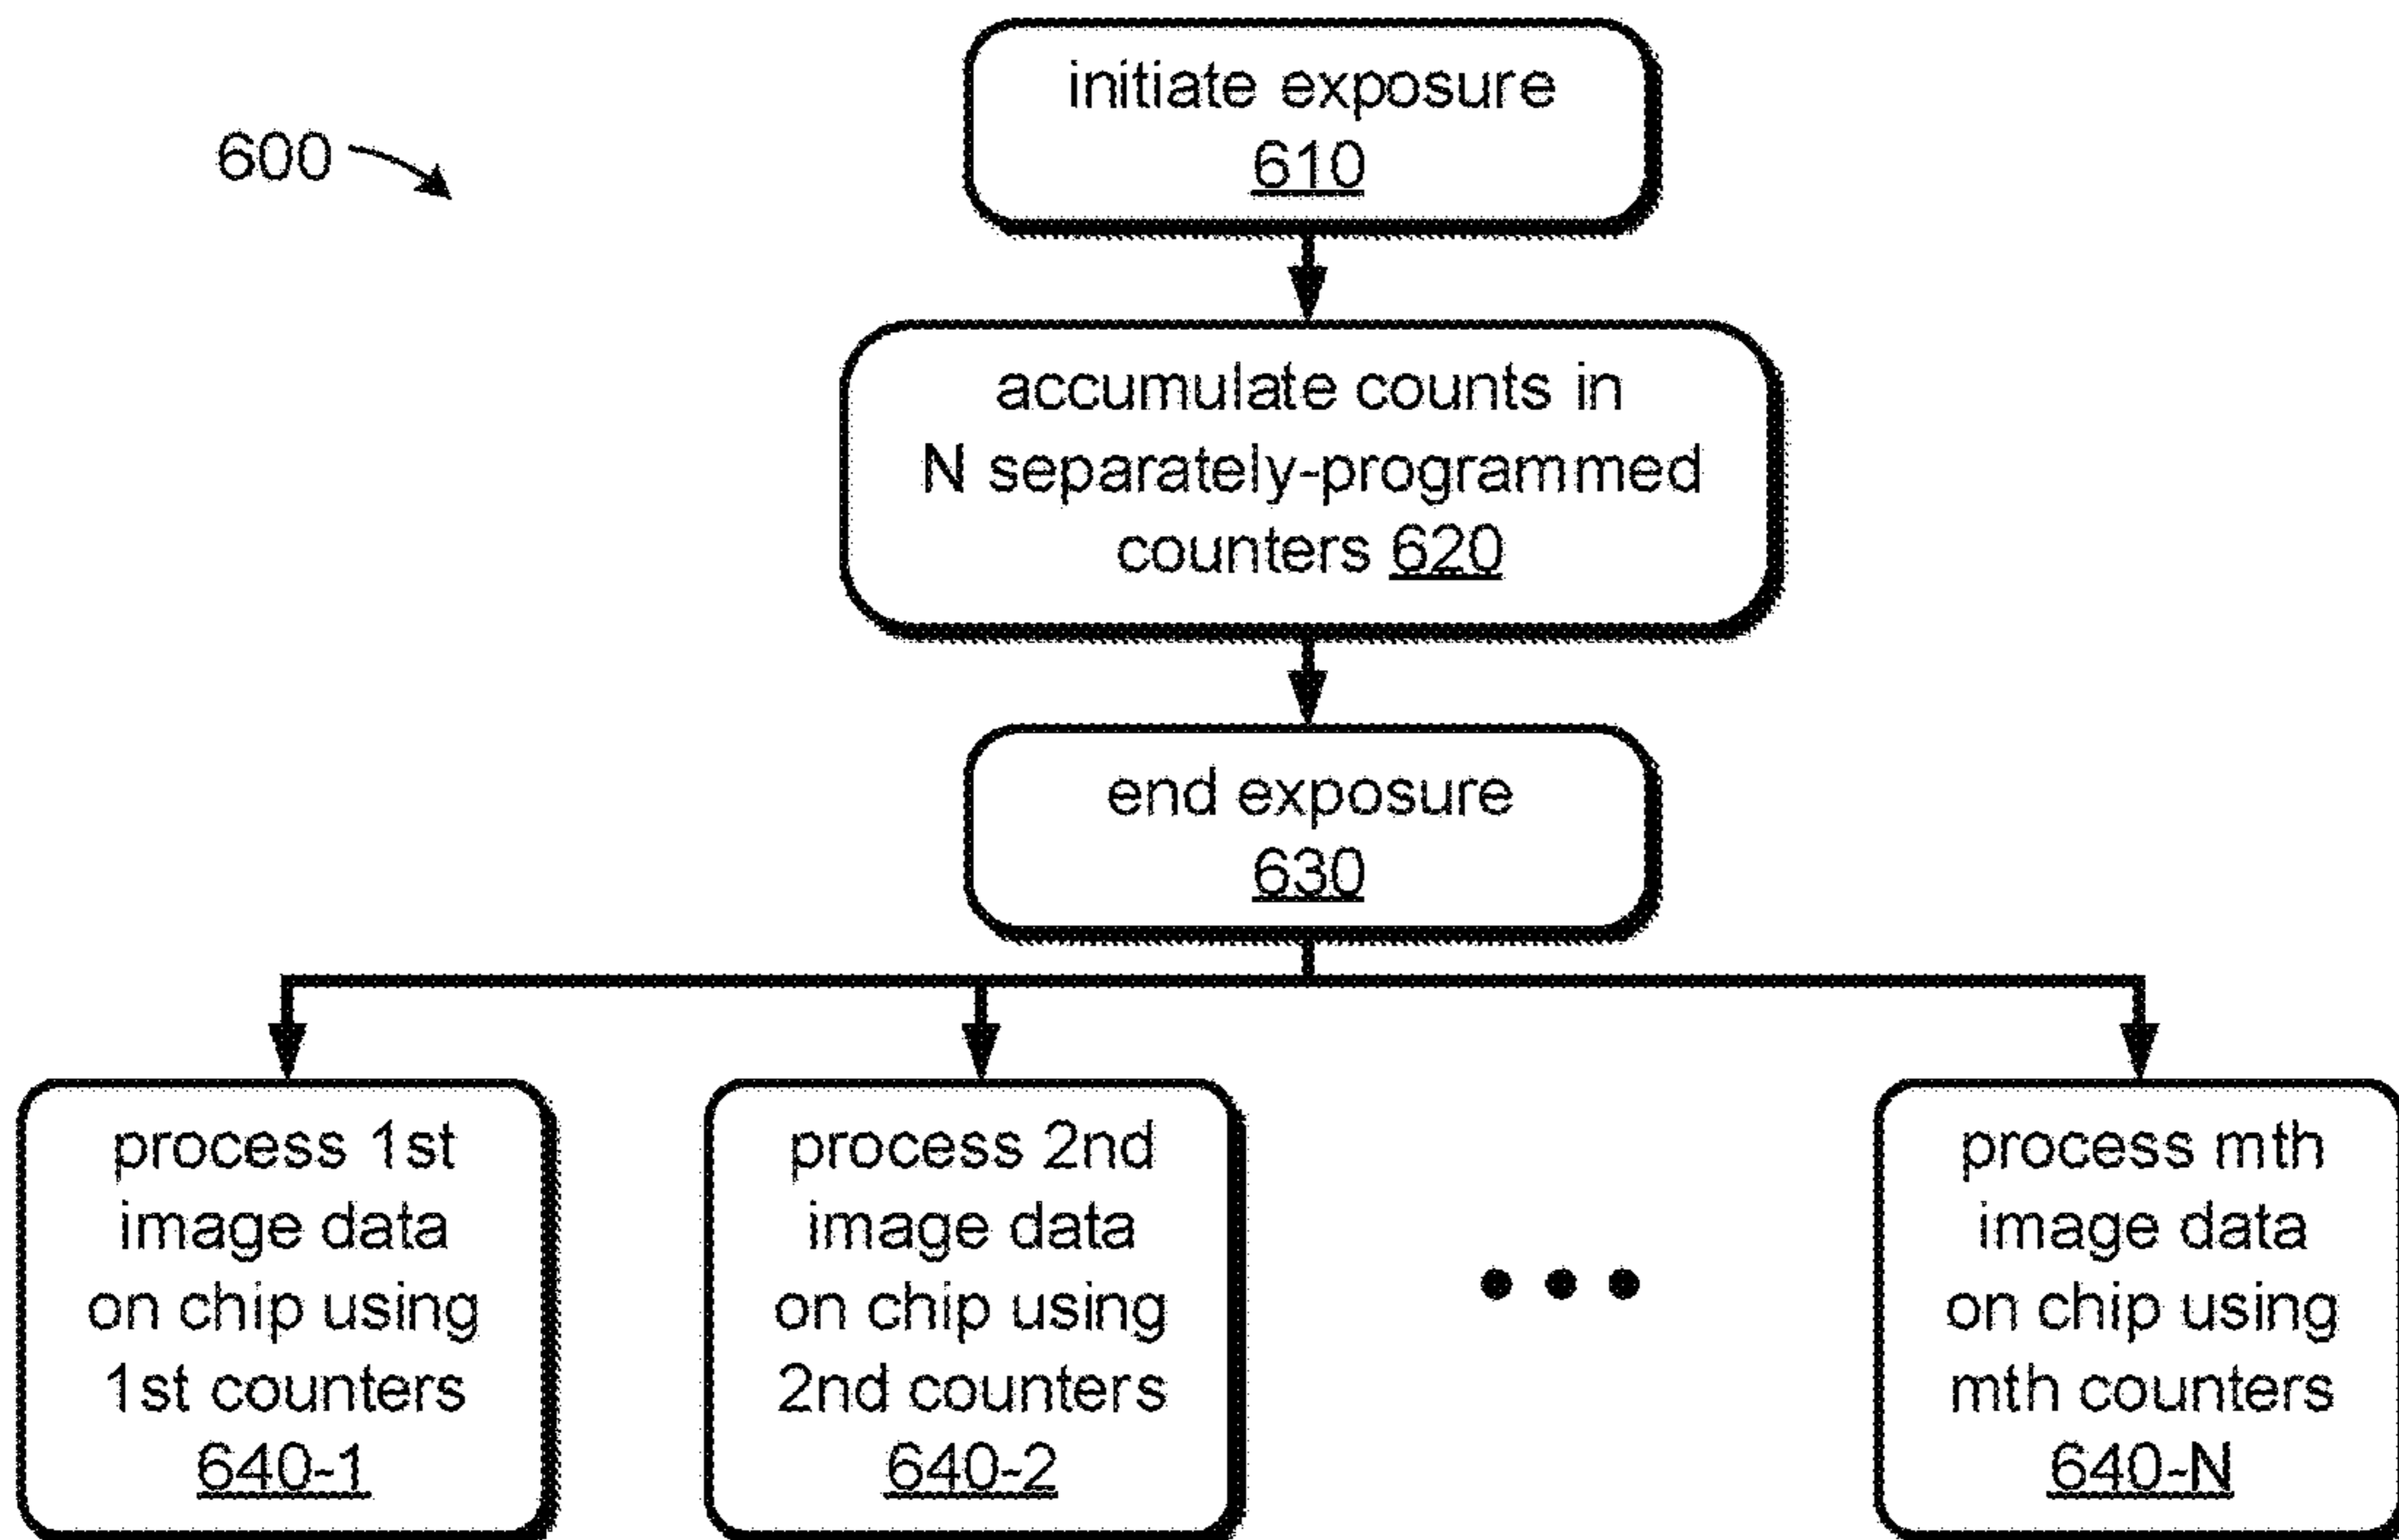 600
initiate exposure
610
accumulate counts in
N separately-programmed
counters 620
end exposure
630
process 1st
image data
on chip using
1st counters
640-1
process 2nd
image data
on chip using
2nd counters
640-2
process mth
image data
on chip using
mth counters
640-N